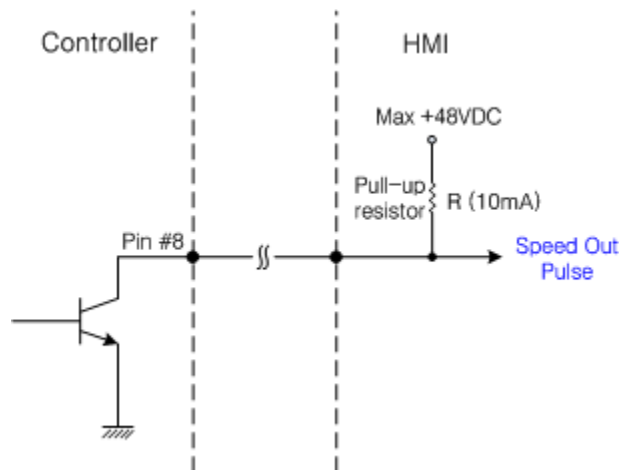 Controller
HMI
Max +48VDC
Pull-up
resistor
R (10mA)
Pin #8
Speed Out
Pulse